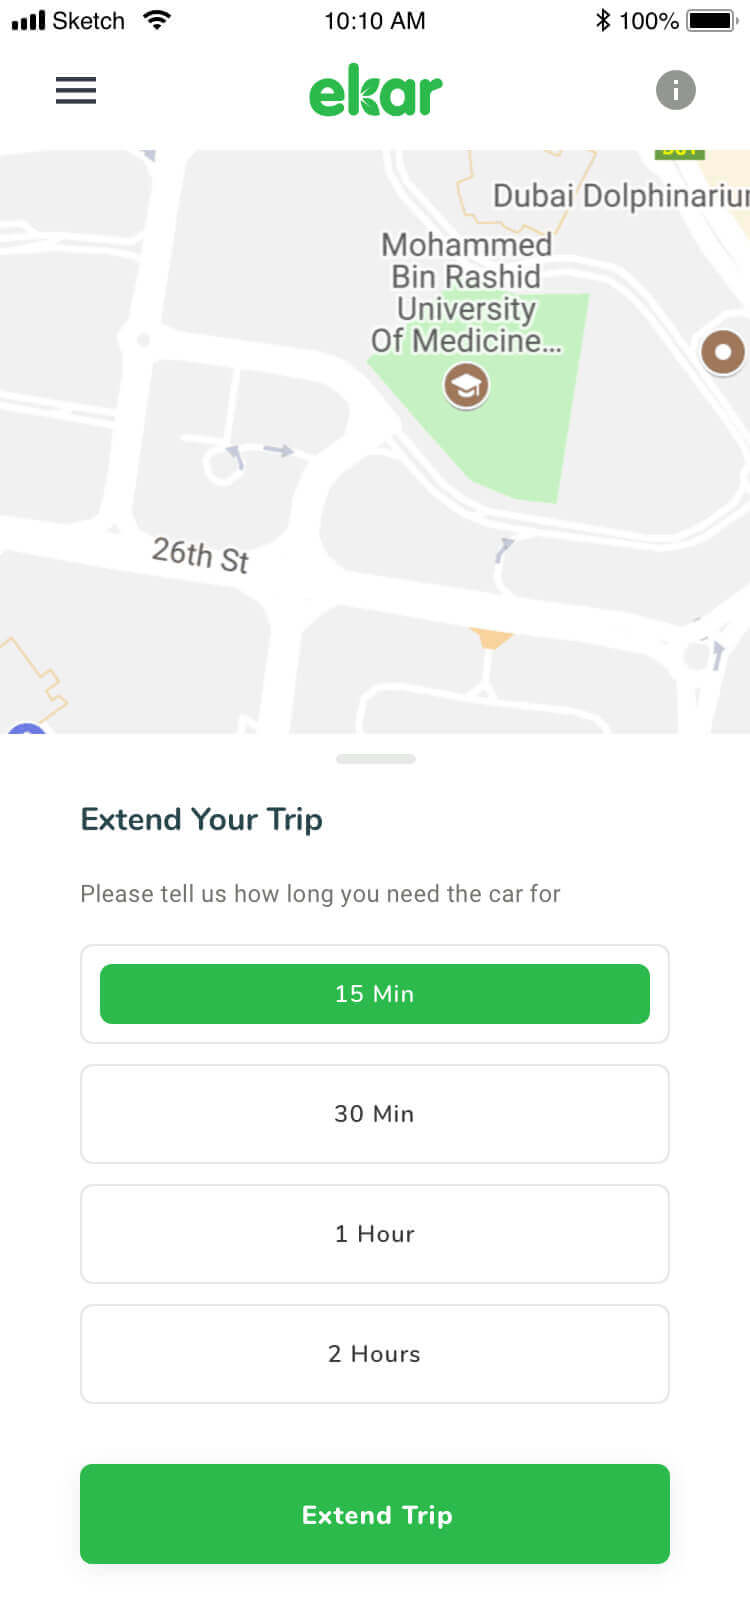 Sketch 10:10 AM 100%
ekar
Dubai Dolphinariu
Mohammed
Bin Rashid
University
Of Medicine...
26th St
Extend Your Trip
Please tell us how long you need the car for
15 Min
30 Min
1 Hour
2 Hours
Extend Trip